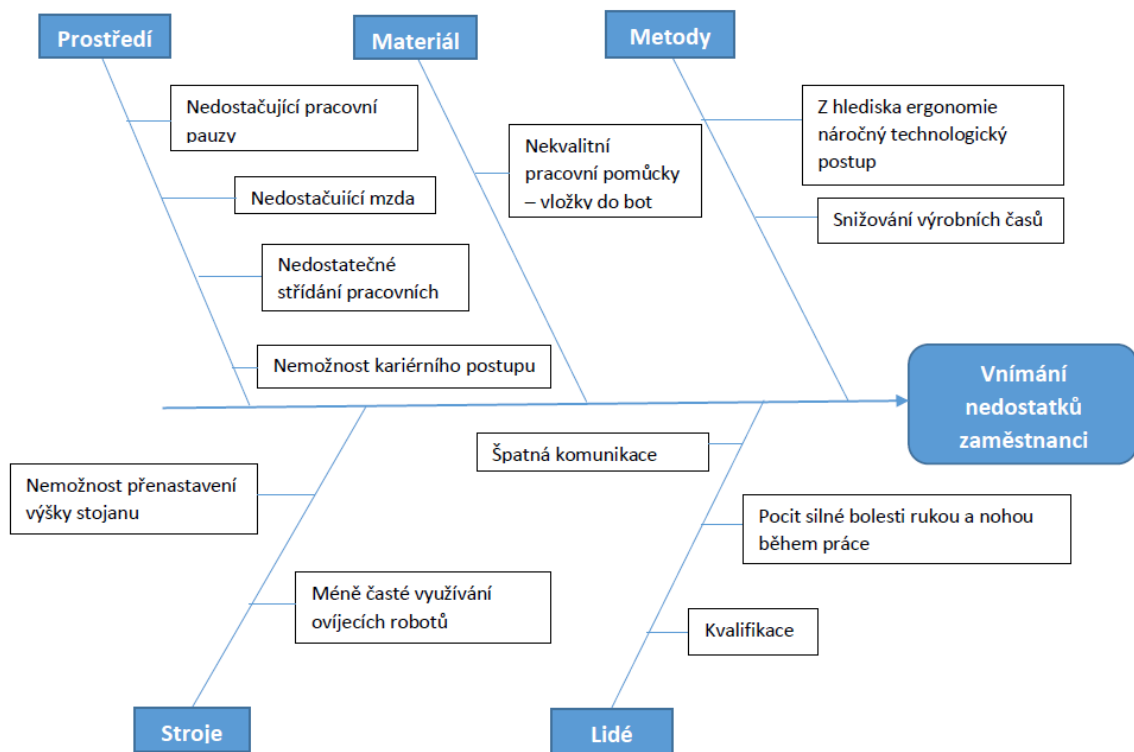 Prostředí
Materiál
Metody
Nedostačující pracovní
pauzy
Nedostačující mzda
Nedostatečné
střídání pracovních
Nemožnost kariérního postupu
Nekvalitní
pracovní pomůcky
– vložky do bot
Z hlediska ergonomie
náročný technologický
postup
Snižování výrobních časů
Vnímání
nedostatků
zaměstnanci
Nemožnost přenastavení
výšky stojanu
Méně časté využívání
ovíjecích robotů
Špatná komunikace
Pocit silné bolesti rukou a nohou
během práce
Kvalifikace
Stroje
Lidé